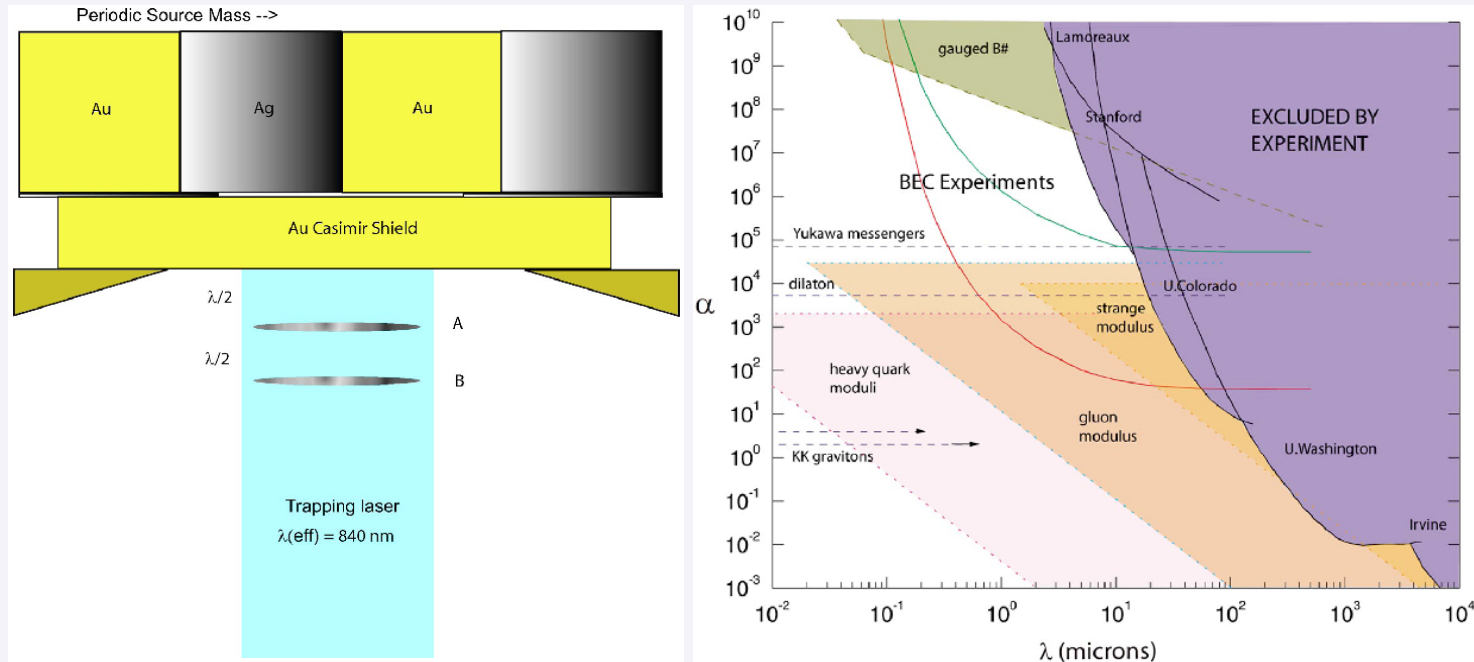 Periodic Source Mass -->
Au
Ag
Au
Au Casimir Shield
λ/2
A
λ/2
B
Trapping laser
λ(eff) = 840 nm
10^10
10^9
10^8
10^7
10^6
10^5
10^4
10^3
10^2
10^1
10^0
10^-1
10^-2
10^-3
α
gauged B#
Lamoreaux
Stanford
EXCLUDED BY
EXPERIMENT
BEC Experiments
Yukawa messengers
dilaton
U.Colorado
strange
modulus
heavy quark
moduli
gluon
modulus
KK gravitons
U.Washington
Irvine
10^-2
10^-1
10^0
10^1
10^2
10^3
10^4
λ (microns)